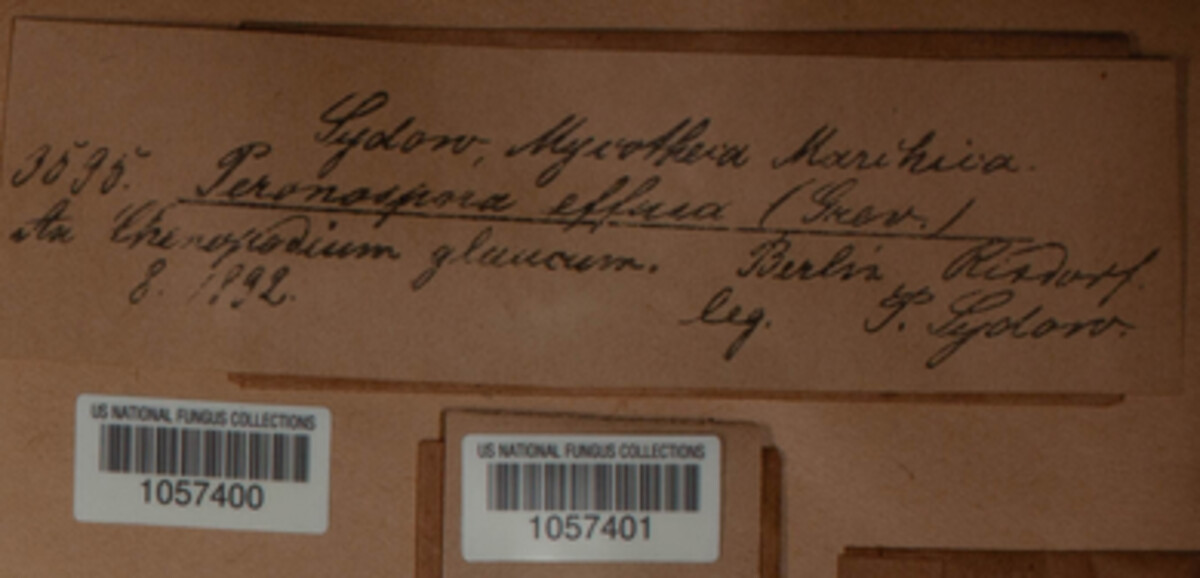 Sydow, Mycotheca Marchica.
3595. Peronospora effusa (Grev.)
An Chenopodium glaucum. Berlin Rixdorf.
8. 1892. leg. P. Sydow.
US NATIONAL FUNGUS COLLECTIONS
1057400
US NATIONAL FUNGUS COLLECTIONS
1057401